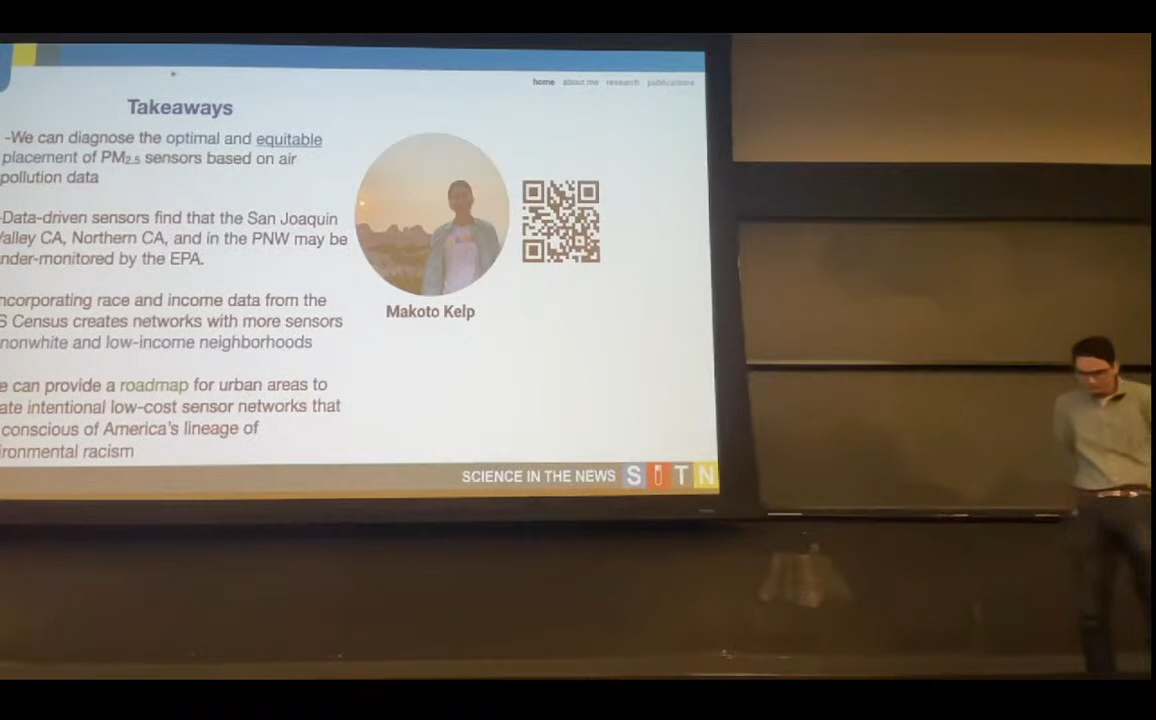 home about me research publications
Takeaways
-We can diagnose the optimal and equitable
placement of PM2.5 sensors based on air
pollution data
-Data-driven sensors find that the San Joaquin
alley CA, Northern CA, and in the PNW may be
nder-monitored by the EPA.
ncorporating race and income data from the
S Census creates networks with more sensors
nonwhite and low-income neighborhoods
e can provide a roadmap for urban areas to
ate intentional low-cost sensor networks that
conscious of America's lineage of
ironmental racism
Makoto Kelp
SCIENCE IN THE NEWS SITN